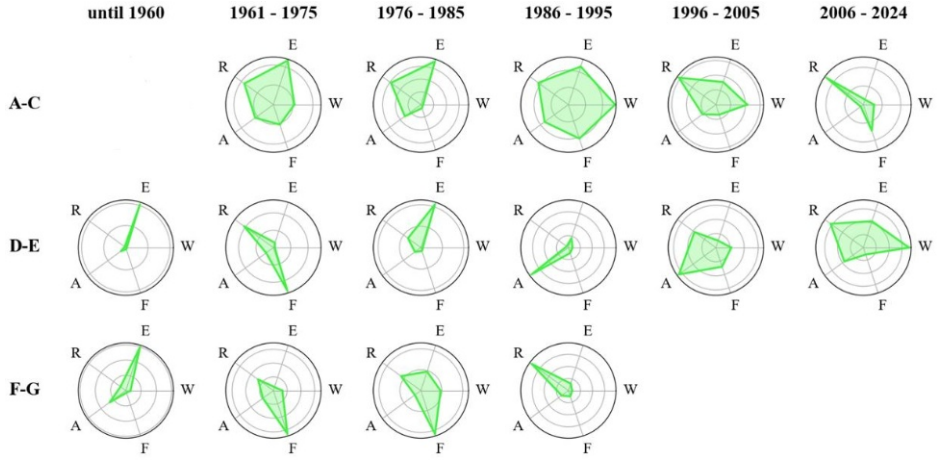 until 1960 1961 - 1975 1976 - 1985 1986 - 1995 1996 - 2005 2006 - 2024
E E E E E
R R R R R
A-C W W W W W
A A A A A
F F F F F
E E E E E E
R R R R R R
D-E W W W W W W
A A A A A A
F F F F F F
E E E E
R R R R
F-G W W W W
A A A A
F F F F